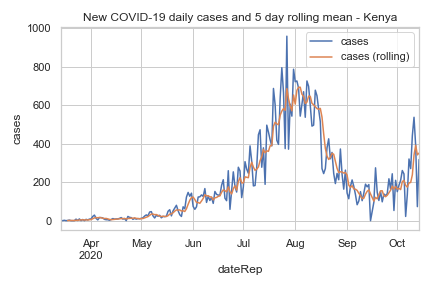 New COVID-19 daily cases and 5 day rolling mean - Kenya
cases
cases (rolling)
1000
800
600
400
200
0
cases
Apr May Jun Jul Aug Sep Oct
2020
dateRep